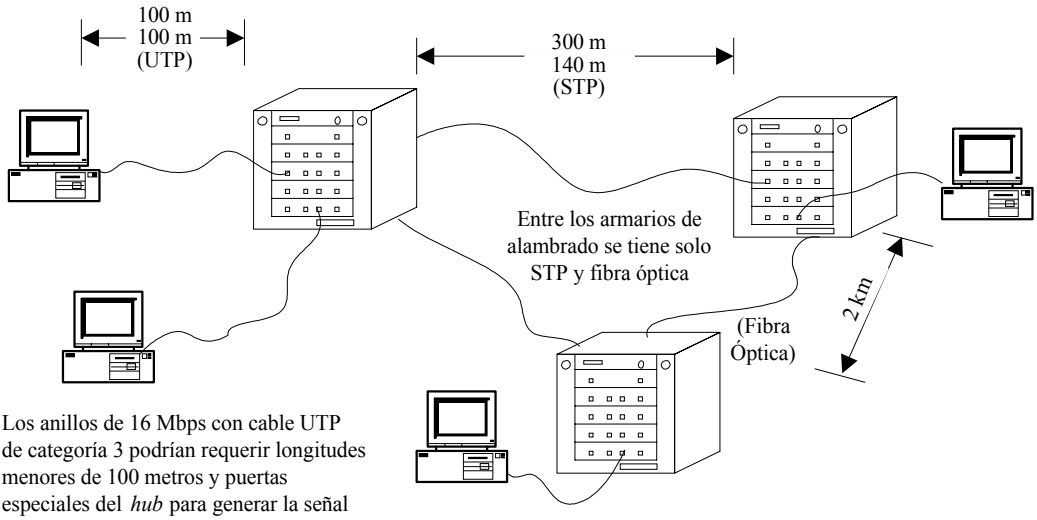 100 m
100 m
(UTP)
300 m
140 m
(STP)
Entre los armarios de
alambrado se tiene solo
STP y fibra óptica
2 km
(Fibra
Óptica)
Los anillos de 16 Mbps con cable UTP
de categoría 3 podrían requerir longitudes
menores de 100 metros y puertas
especiales del hub para generar la señal